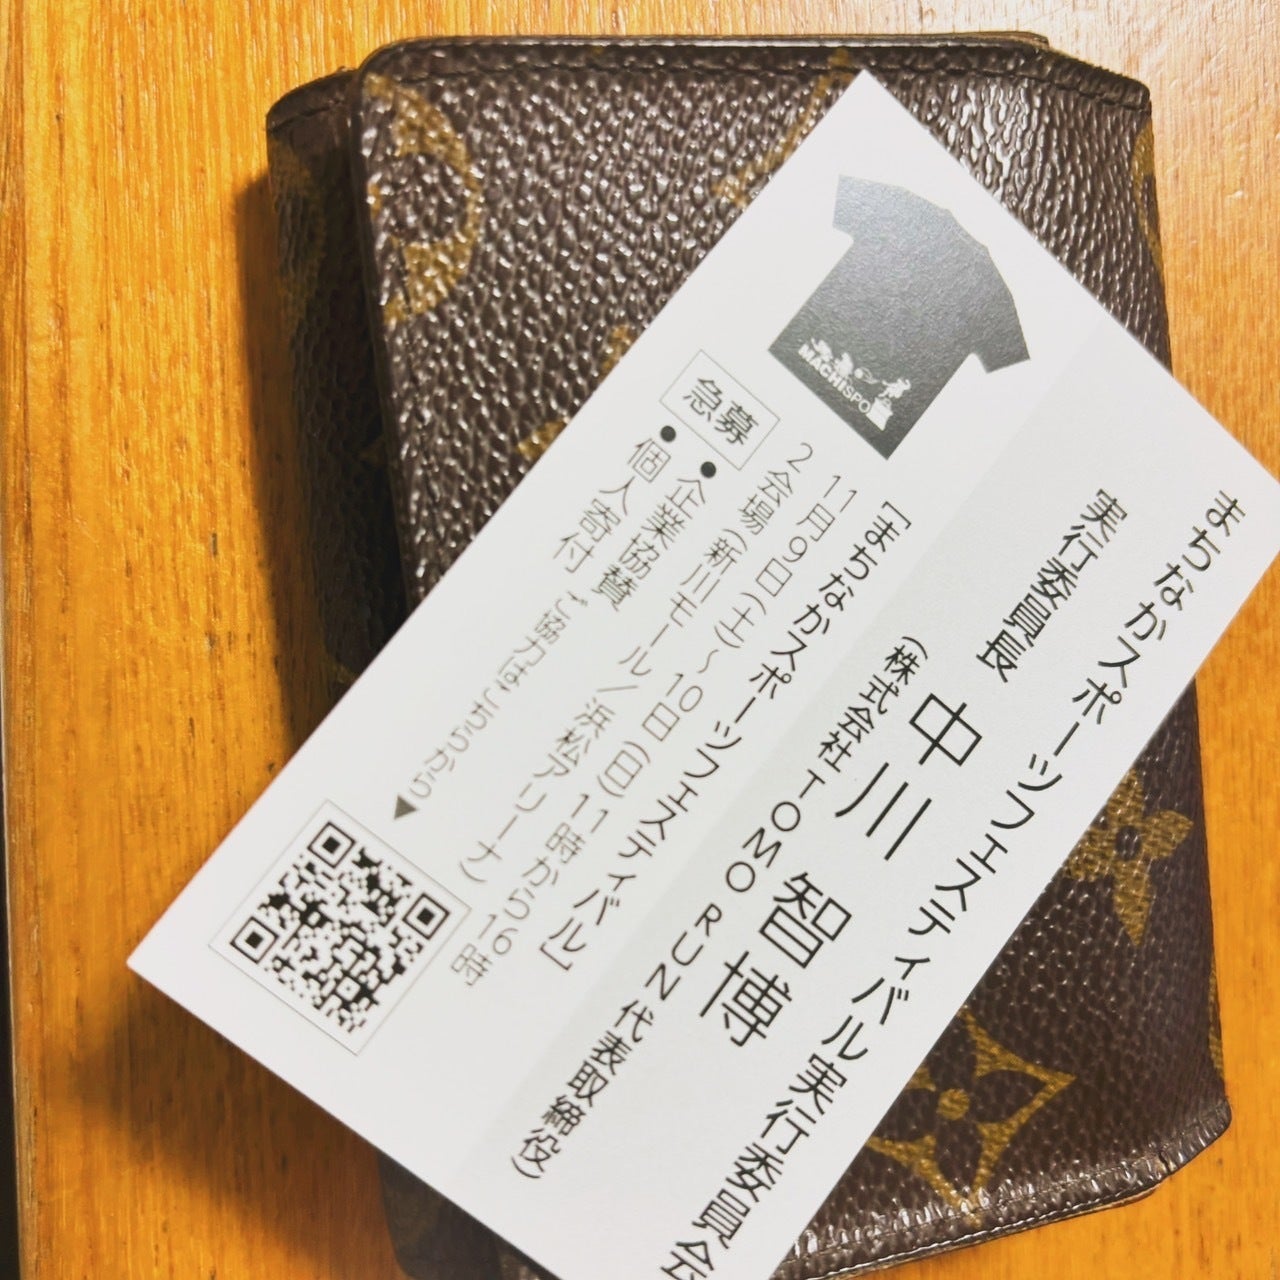 まちなかスポーツフェスティバル実行委員会
実行委員長
中川 智博
(株式会社TOMO RUN 代表取締役)
[まちなかスポーツフェスティバル]
11月9日(土)〜10日(日)11時から16時
2会場(新川モール/浜松アリーナ)
急募
●企業協賛
●個人寄付 ご協力はこちらから▼
MACHISPO